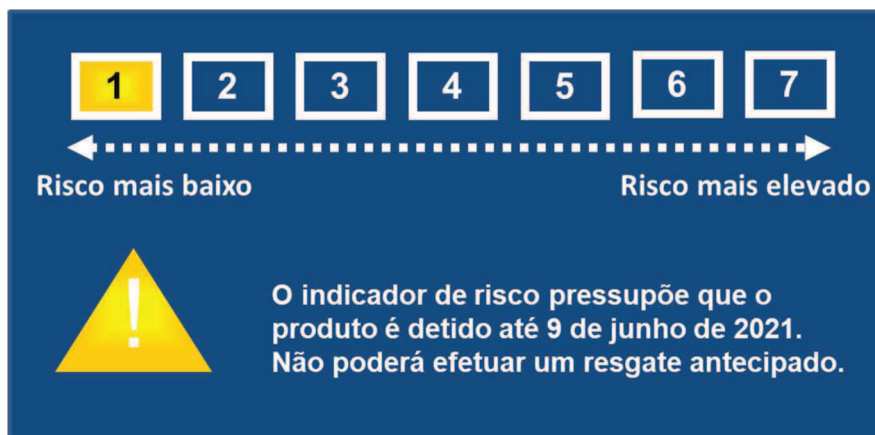 1 2 3 4 5 6 7
Risco mais baixo Risco mais elevado
!
O indicador de risco pressupõe que o
produto é detido até 9 de junho de 2021.
Não poderá efetuar um resgate antecipado.